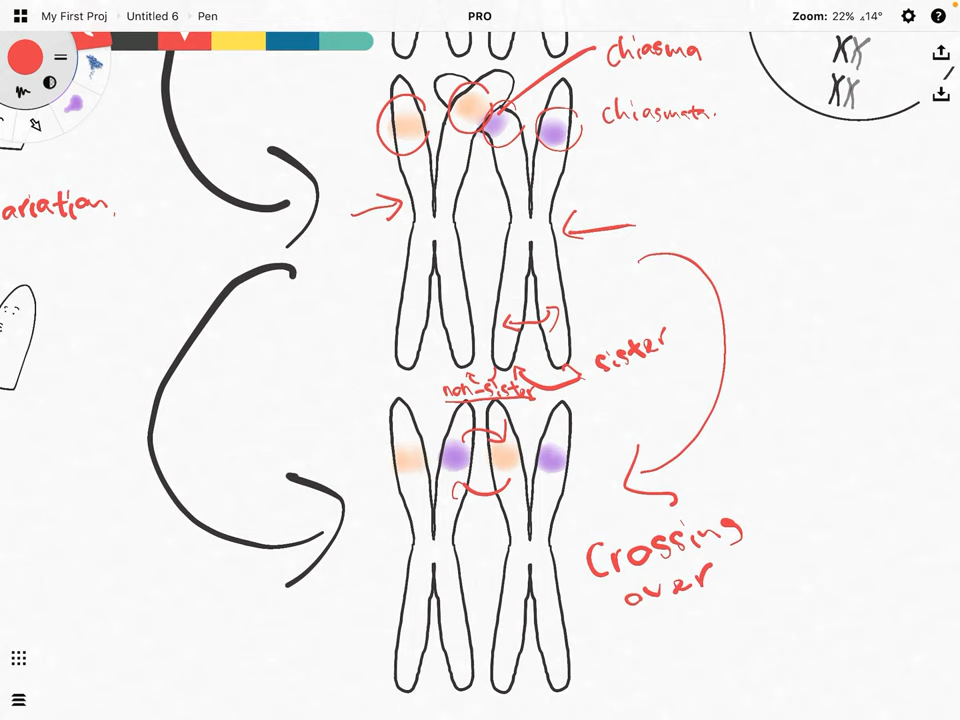 My First Proj
Untitled 6
Pen
PRO
Zoom: 22% ⊿14°
?
chiasma
chiasmata.
ariation.
sister
non-sister
Crossing
over